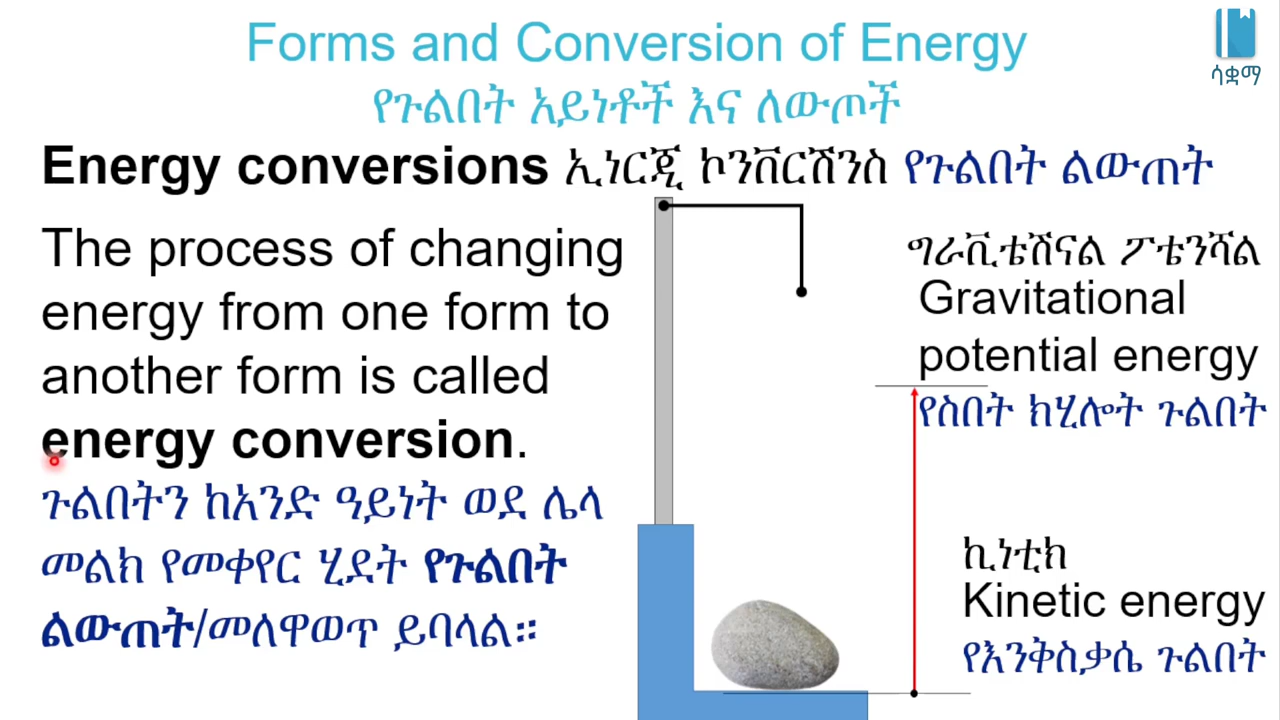 Forms and Conversion of Energy
ሳቋማ
የጉልበት አይነቶች እና ለውጦች
Energy conversions ኢነርጂ ኮንቨርሽንስ የጉልበት ልውጠት
The process of changing
energy from one form to
another form is called
energy conversion.
ጉልበትን ከአንድ ዓይነት ወደ ሌላ
መልክ የመቀየር ሂደት የጉልበት
ልውጠት/መለዋወጥ ይባላል።
ግራቪቴሽናል ፖቴንሻል
Gravitational
potential energy
የስበት ክሂሎት ጉልበት
ኪነቲክ
Kinetic energy
የእንቅስቃሴ ጉልበት